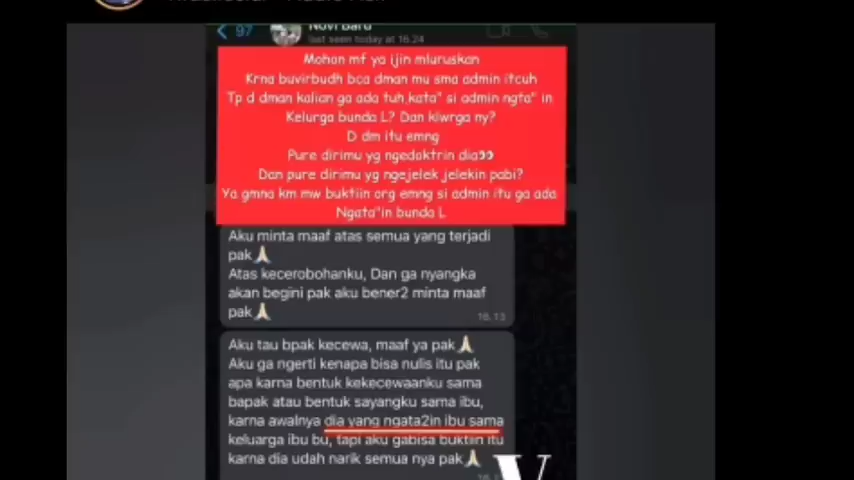 97
Novi Baru
last seen today at 16.24
Mohan mf ya ijin mluruskan
Krna buvirbudh bca dman mu sma admin itcuh
Tp d dman kalian ga ada tuh,kata" si admin ngta" in
Kelurga bunda L? Dan klwrga ny?
D dm itu emng
Pure dirimu yg ngedoktrin dia👀
Dan pure dirimu yg ngejelek jelekin pabi?
Ya gmna km mw buktiin org emng si admin itu ga ada
Ngata"in bunda L
Aku minta maaf atas semua yang terjadi
pak🙏🏻
Atas kecerobohanku, Dan ga nyangka
akan begini pak aku bener2 minta maaf
pak🙏🏻
16.13
Aku tau bpak kecewa, maaf ya pak🙏🏻
Aku ga ngerti kenapa bisa nulis itu pak
apa karna bentuk kekecewaanku sama
bapak atau bentuk sayangku sama ibu,
karna awalnya dia yang ngata2in ibu sama
keluarga ibu bu, tapi aku gabisa buktiin itu
karna dia udah narik semua nya pak🙏🏻
V